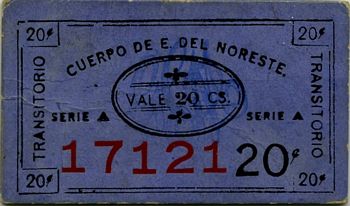 20¢ 20¢
CUERPO DE E. DEL NORESTE.
TRANSITORIO
VALE 20 CS.
TRANSITORIO
SERIE A SERIE A
17121 20¢
20¢ 20¢